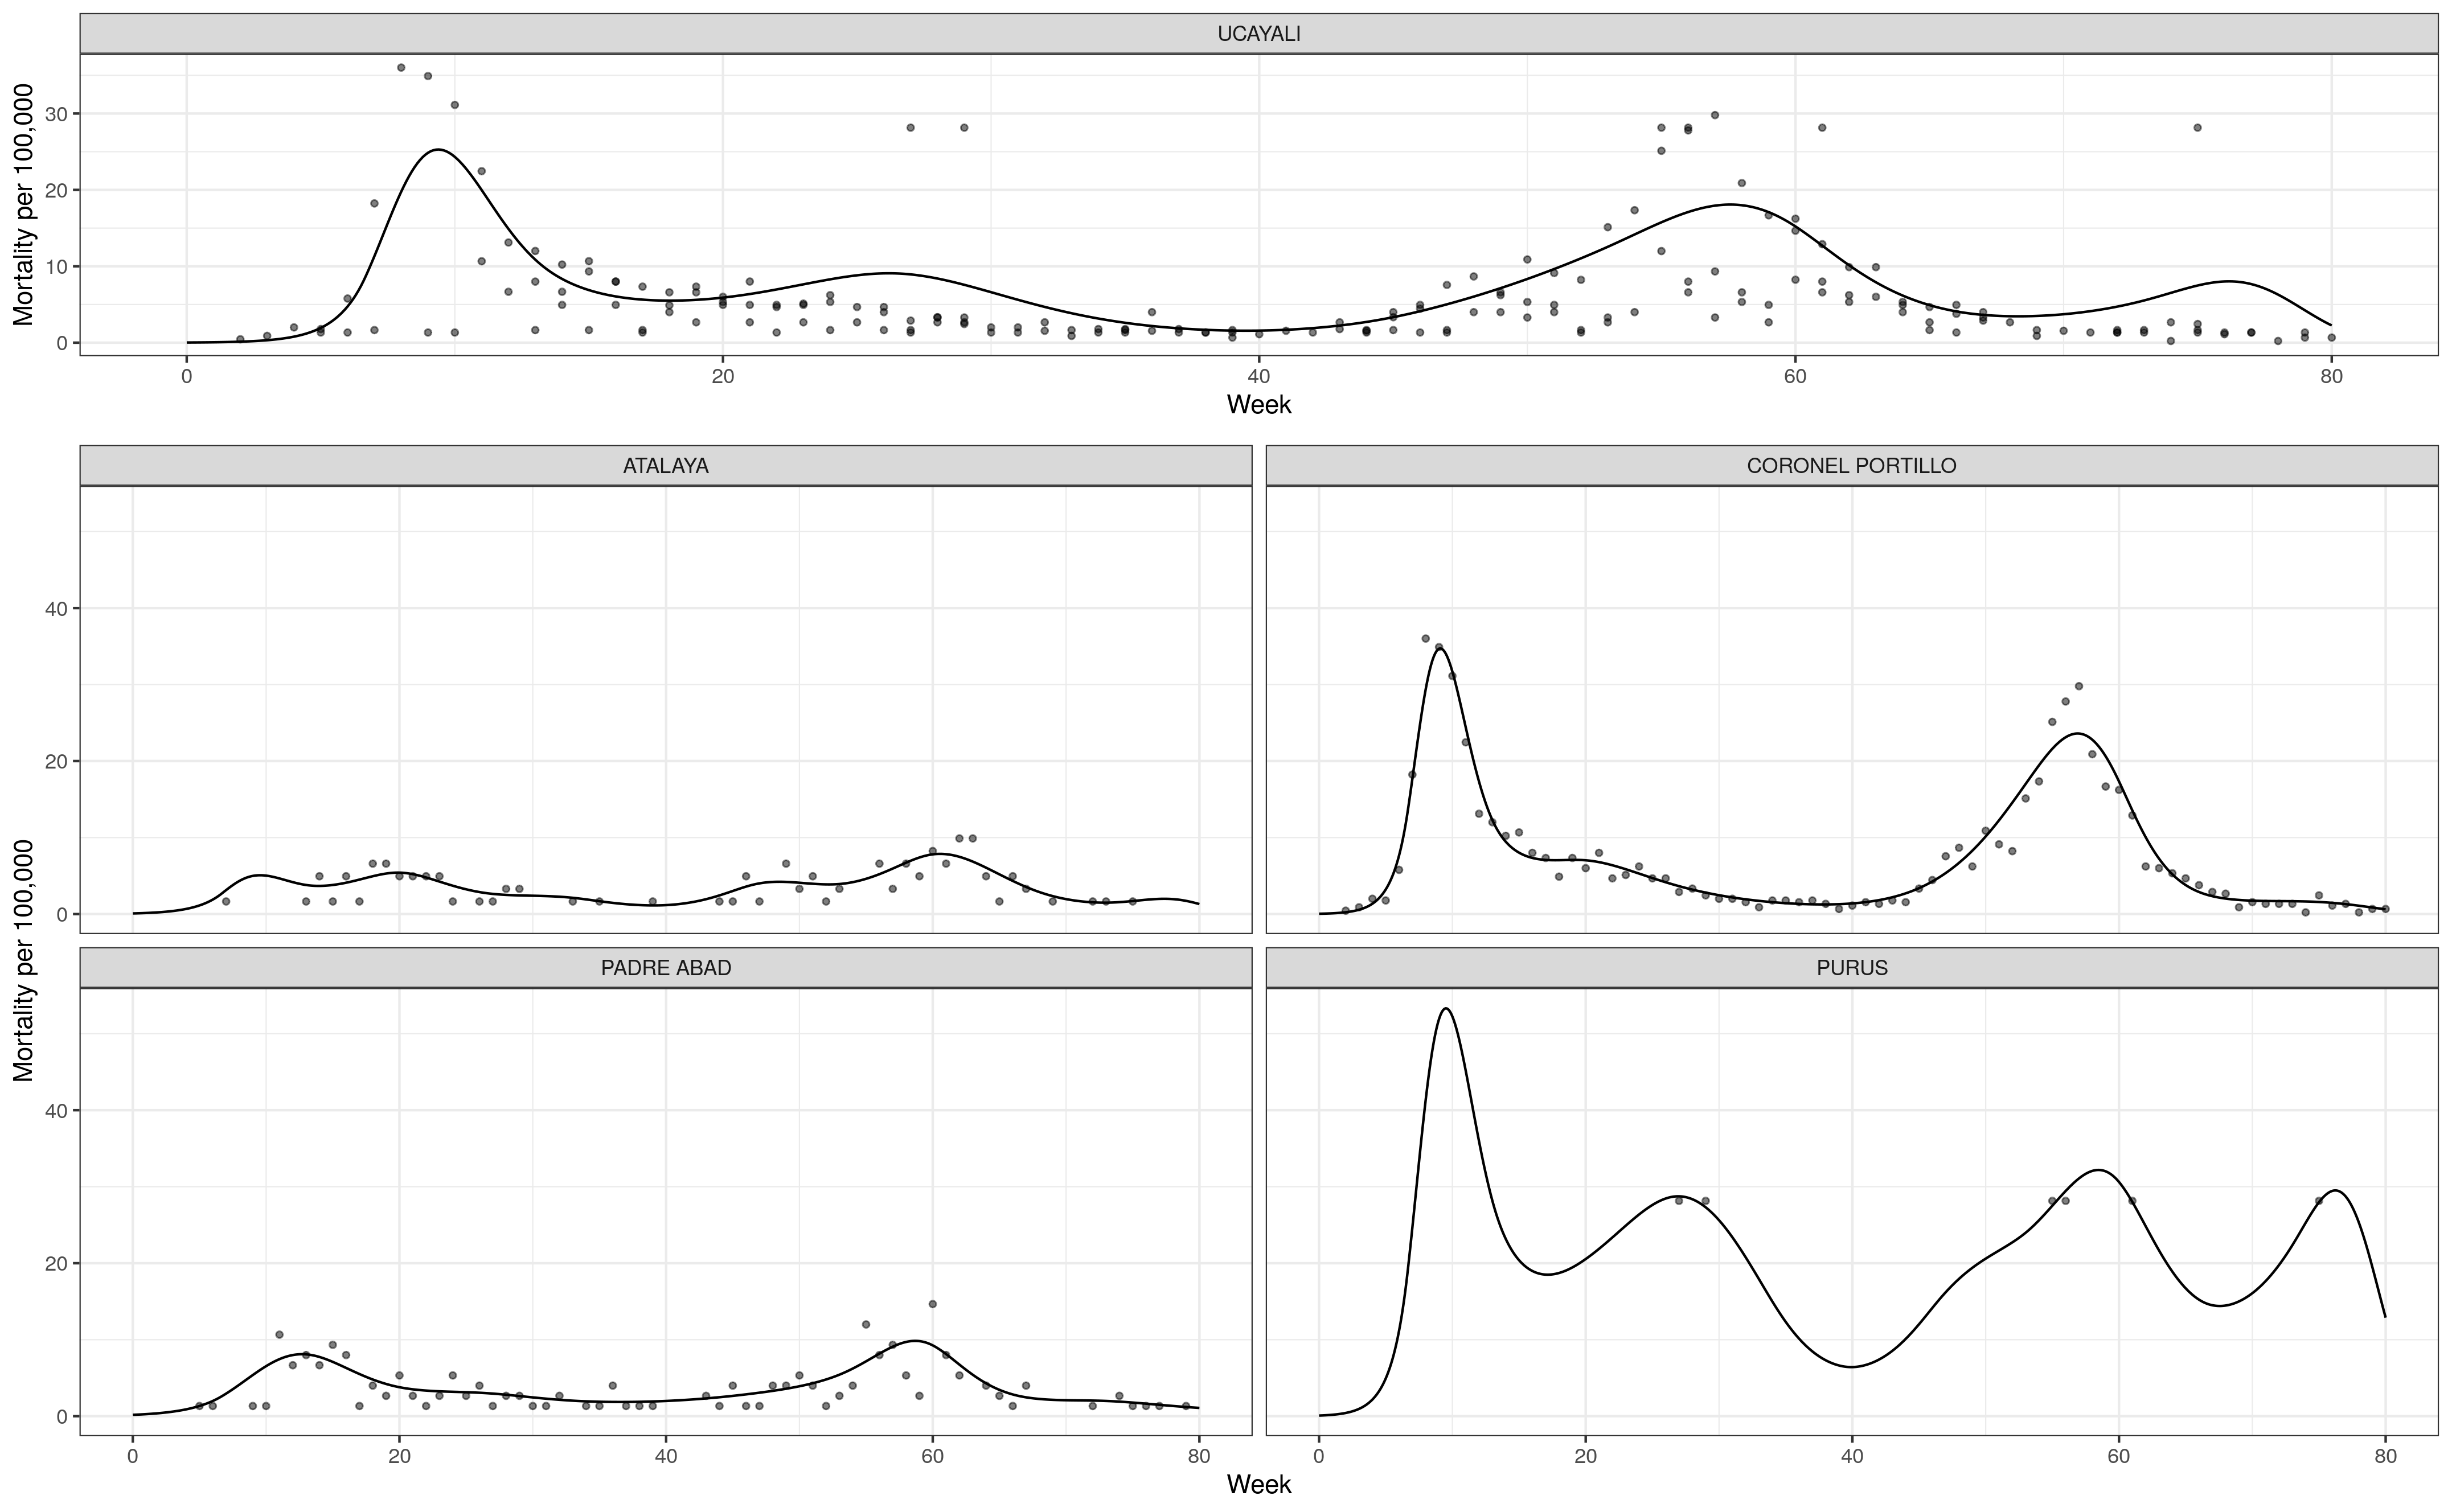 UCAYALI
Mortality per 100,000
30
20
10
0
0 20 40 60 80
Week
ATALAYA CORONEL PORTILLO
Mortality per 100,000
40
20
0
PADRE ABAD PURUS
40
20
0
0 20 40 60 80 0 20 40 60 80
Week